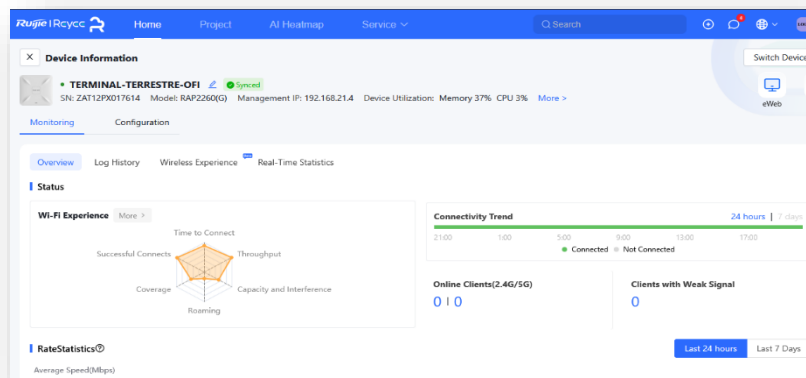 Ruijie | Rcycc
Home Project AI Heatmap Service Search
Device Information
Switch Device
TERMINAL-TERRESTRE-OFI Synced
SN: ZAT12PX017614 Model: RAP2260(G) Management IP: 192.168.21.4 Device Utilization: Memory 37% CPU 3% More >
eWeb
Monitoring Configuration
Overview Log History Wireless Experience Real-Time Statistics
Status
Wi-Fi Experience More >
Time to Connect
Successful Connects Throughput
Coverage Capacity and Interference
Roaming
Connectivity Trend 24 hours | 7 days
21:00 1:00 5:00 9:00 13:00 17:00
Connected Not Connected
Online Clients(2.4G/5G) Clients with Weak Signal
0 | 0 0
RateStatistics Last 24 hours Last 7 Days
Average Speed(Mbps)